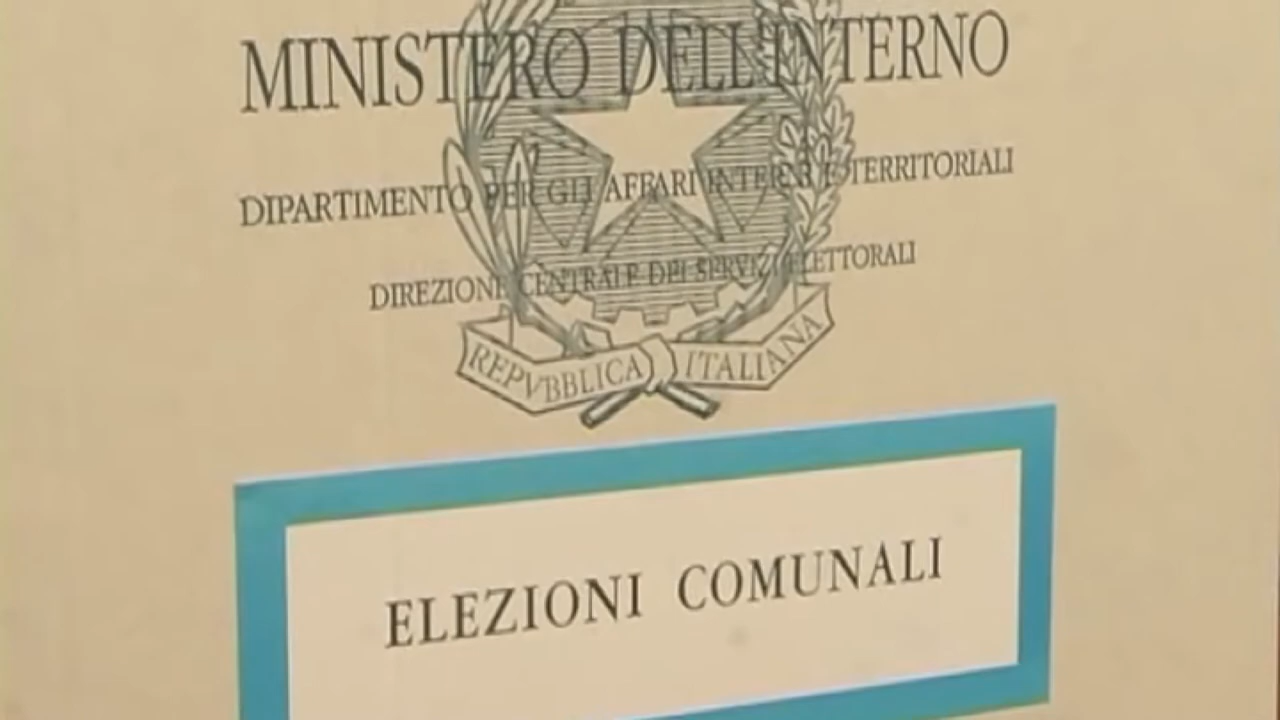 MINISTERO DELL'INTERNO
DIPARTIMENTO PER GLI AFFARI INTERNI E TERRITORIALI
DIREZIONE CENTRALE DEI SERVIZI ELETTORALI
REPVBBLICA ITALIANA
ELEZIONI COMUNALI